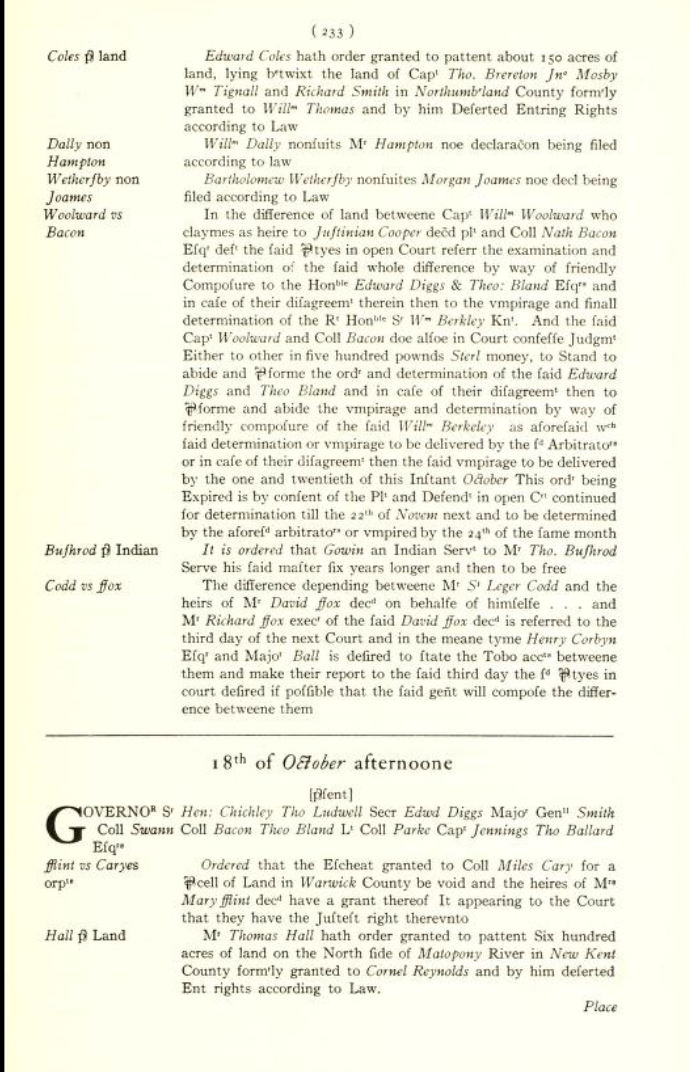 ( 233 )
Coles ꝑ land
Edward Coles hath order granted to pattent about 150 acres of
land, lying bᵉtwixt the land of Capᵗ Tho. Brereton Jnᵒ Mosby
Wᵐ Tignall and Richard Smith in Northumbʳland County formʳly
granted to Willᵐ Thomas and by him Deſerted Entring Rights
according to Law
Dally non
Hampton
Willᵐ Dally nonſuits Mʳ Hampton noe declarac̃on being filed
according to law
Wetherſby non
Joames
Bartholomew Wetherſby nonſuites Morgan Joames noe decl being
filed according to Law
Woolward vs
Bacon
In the difference of land betweene Capᵗ Willᵐ Woolward who
claymes as heire to Juſtinian Cooper dec̃d plᵗ and Coll Nath Bacon
Eſqʳ defᵗ the ſaid ꝑtyes in open Court referr the examination and
determination of the ſaid whole difference by way of friendly
Compoſure to the Honᵇˡᵉ Edward Diggs & Theo: Bland Eſqʳˢ and
in caſe of their diſagreemᵗ therein then to the vmpirage and finall
determination of the Rᵗ Honᵇˡᵉ Sʳ Wᵐ Berkley Knᵗ. And the ſaid
Capᵗ Woolward and Coll Bacon doe alſoe in Court confeſſe Judgmᵗ
Either to other in five hundred pownds Sterl money, to Stand to
abide and ꝑforme the ordʳ and determination of the ſaid Edward
Diggs and Theo Bland and in caſe of their diſagreemᵗ then to
ꝑforme and abide the vmpirage and determination by way of
friendly compoſure of the ſaid Willᵐ Berkeley as aforeſaid wᶜʰ
ſaid determination or vmpirage to be delivered by the ſᵈ Arbitratoʳˢ
or in caſe of their diſagreemᵗ then the ſaid vmpirage to be delivered
by the one and twentieth of this Inſtant October This ordʳ being
Expired is by conſent of the Plᵗ and Defendᵗ in open Cʳᵗ continued
for determination till the 22ᵗʰ of Novem next and to be determined
by the aforeſᵈ arbitratoʳˢ or vmpired by the 24ᵗʰ of the ſame month
Buſhrod ꝑ Indian
It is ordered that Gowin an Indian Servᵗ to Mʳ Tho. Buſhrod
Serve his ſaid maſter ſix years longer and then to be free
Codd vs ffox
The difference depending betweene Mʳ Sᵗ Leger Codd and the
heirs of Mʳ David ffox decᵈ on behalfe of himſelfe . . . and
Mʳ Richard ffox execʳ of the ſaid David ffox decᵈ is referred to the
third day of the next Court and in the meane tyme Henry Corbyn
Eſqʳ and Majoʳ Ball is deſired to ſtate the Tobo accᵗˢ betweene
them and make their report to the ſaid third day the ſᵈ ꝑtyes in
court deſired if poſſible that the ſaid gen̄t will compoſe the differ-
ence betweene them
18ᵗʰ of October afternoone
[ꝑſent]
GOVERNOᴿ Sʳ Hen: Chichley Tho Ludwell Secr Edwd Diggs Majoʳ Genˡˡ Smith
Coll Swann Coll Bacon Theo Bland Lᵗ Coll Parke Capᵗ Jennings Tho Ballard
Eſqʳˢ
fflint vs Caryes
orpᵗˢ
Ordered that the Eſcheat granted to Coll Miles Cary for a
ꝑcell of Land in Warwick County be void and the heires of Mʳˢ
Mary fflint decᵈ have a grant thereof It appearing to the Court
that they have the Juſteſt right therevnto
Hall ꝑ Land
Mʳ Thomas Hall hath order granted to pattent Six hundred
acres of land on the North ſide of Matopony River in New Kent
County formʳly granted to Cornel Reynolds and by him deſerted
Ent rights according to Law.
Place